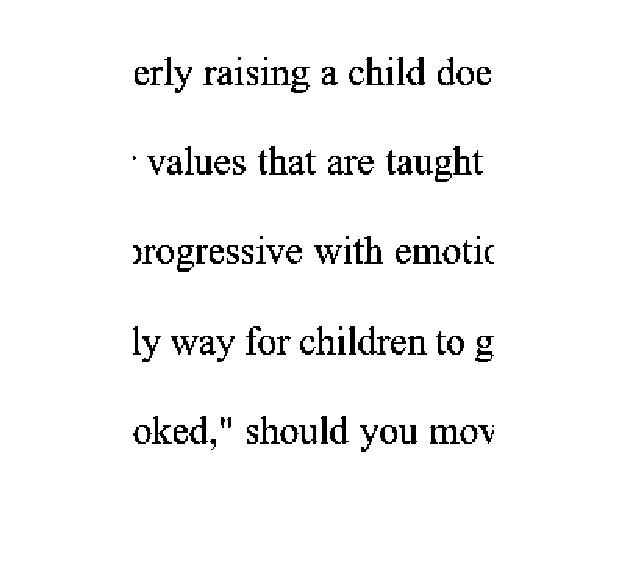 erly raising a child doe
values that are taught
progressive with emotic
ly way for children to g
oked," should you mov